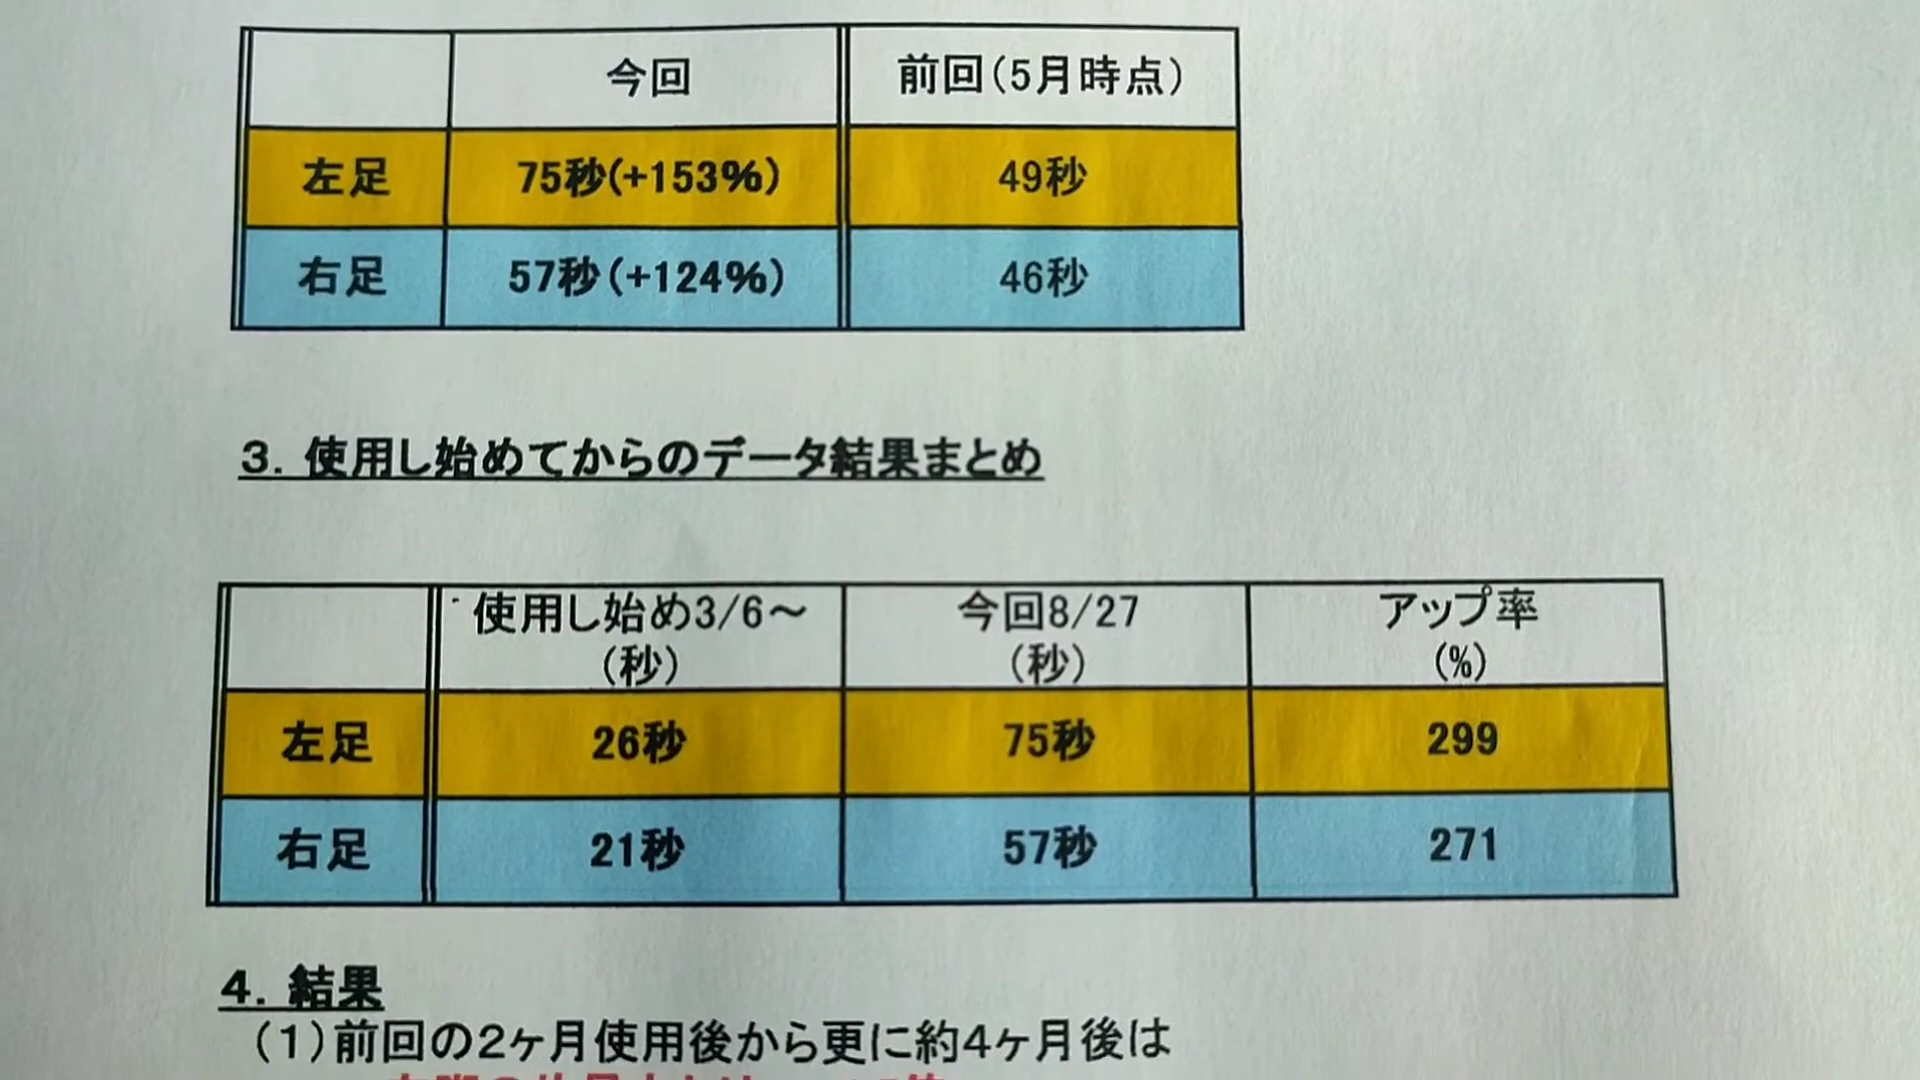 今回 前回(5月時点)
左足 75秒(+153%) 49秒
右足 57秒(+124%) 46秒
3. 使用し始めてからのデータ結果まとめ
使用し始め3/6～ 今回8/27 アップ率
(秒) (秒) (%)
左足 26秒 75秒 299
右足 21秒 57秒 271
4. 結果
(1)前回の2ヶ月使用後から更に約4ヶ月後は